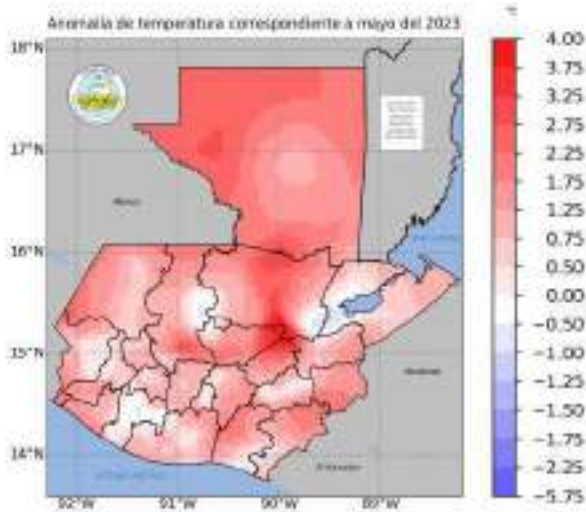 Anomalía de temperatura correspondiente a mayo del 2023
°C
18°N
17°N
16°N
15°N
14°N
92°W
91°W
90°W
89°W
México
Honduras
El Salvador
4.00
3.75
3.25
2.75
2.25
1.75
1.25
0.75
0.50
0.00
−0.50
−1.00
−1.25
−1.50
−1.75
−2.25
−5.75